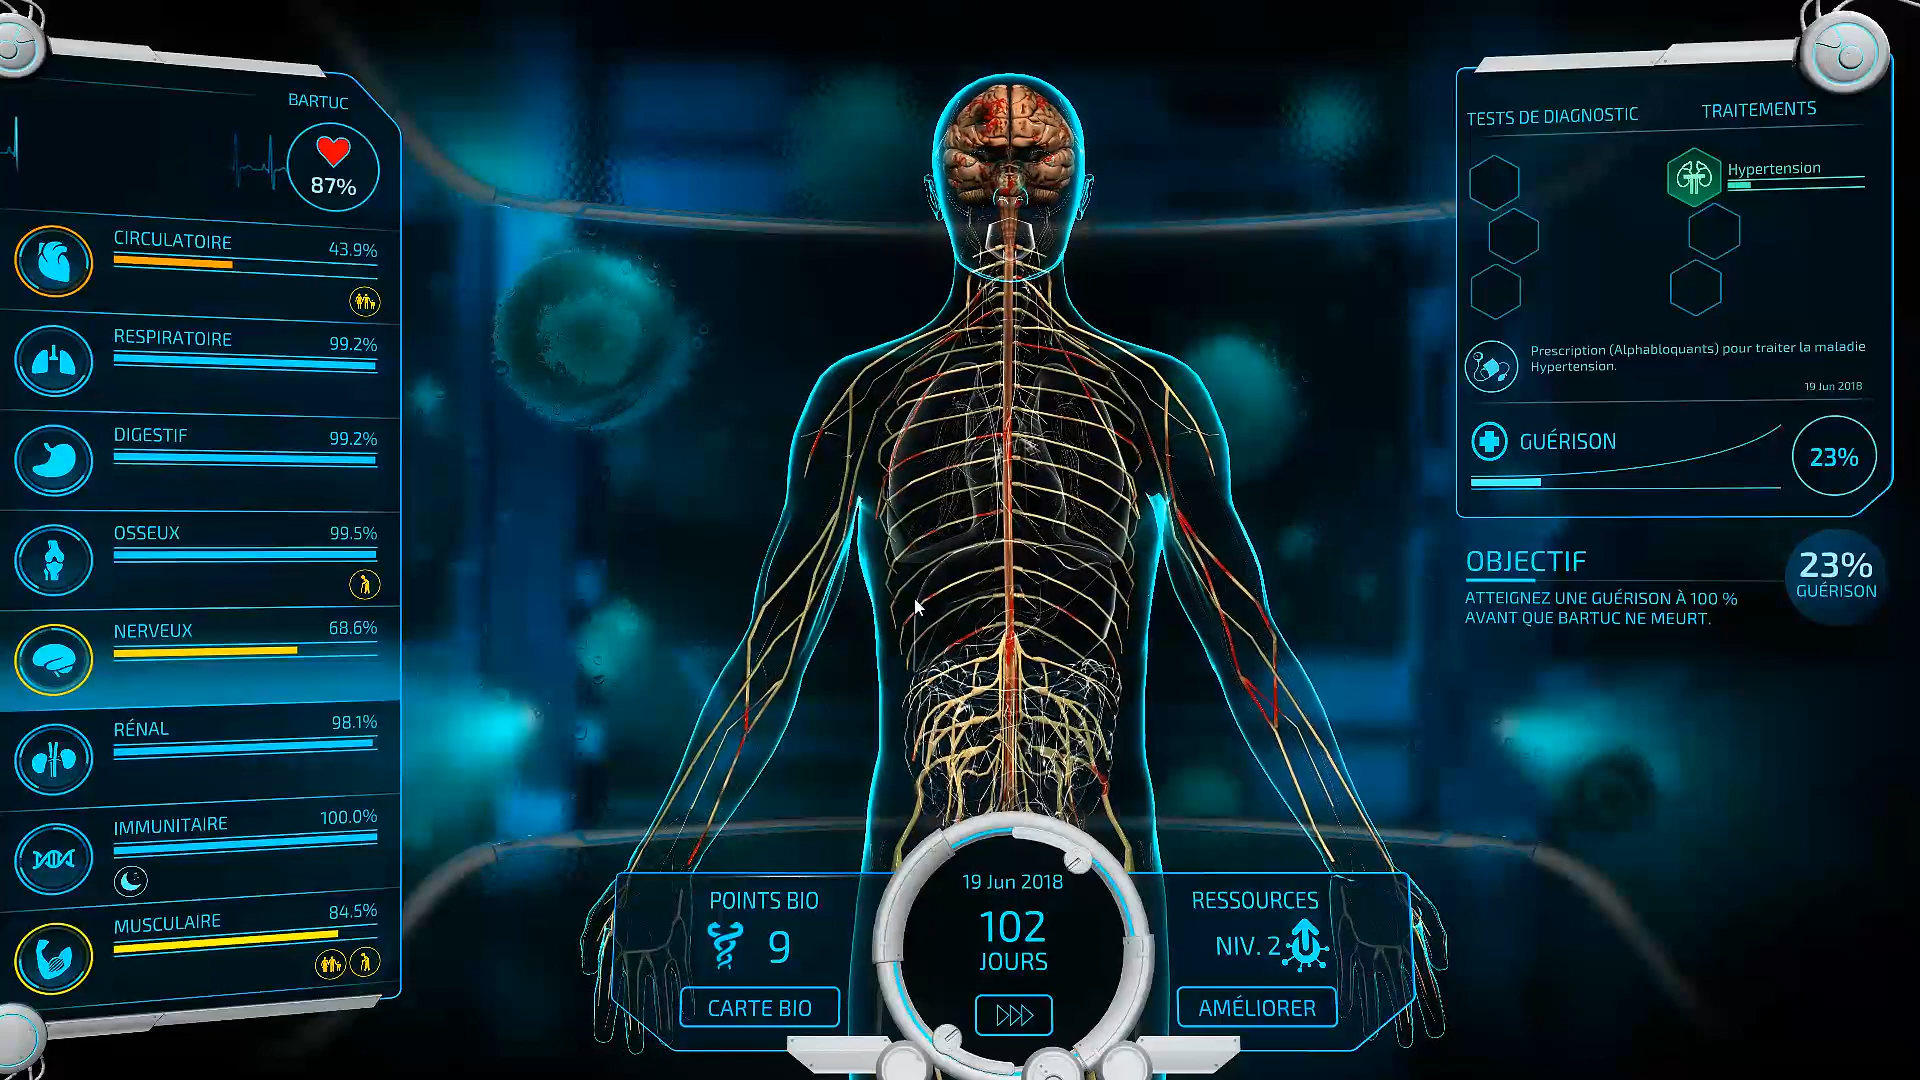 BARTUC
87%
CIRCULATOIRE 43.9%
RESPIRATOIRE 99.2%
DIGESTIF 99.2%
OSSEUX 99.5%
NERVEUX 68.6%
RÉNAL 98.1%
IMMUNITAIRE 100.0%
MUSCULAIRE 84.5%
TESTS DE DIAGNOSTIC TRAITEMENTS
Hypertension
Prescription (Alphabloquants) pour traiter la maladie
Hypertension.
19 Jun 2018
GUÉRISON 23%
OBJECTIF
23%
GUÉRISON
ATTEIGNEZ UNE GUÉRISON À 100 %
AVANT QUE BARTUC NE MEURT.
POINTS BIO
9
CARTE BIO
19 Jun 2018
102
JOURS
RESSOURCES
NIV. 2
AMÉLIORER